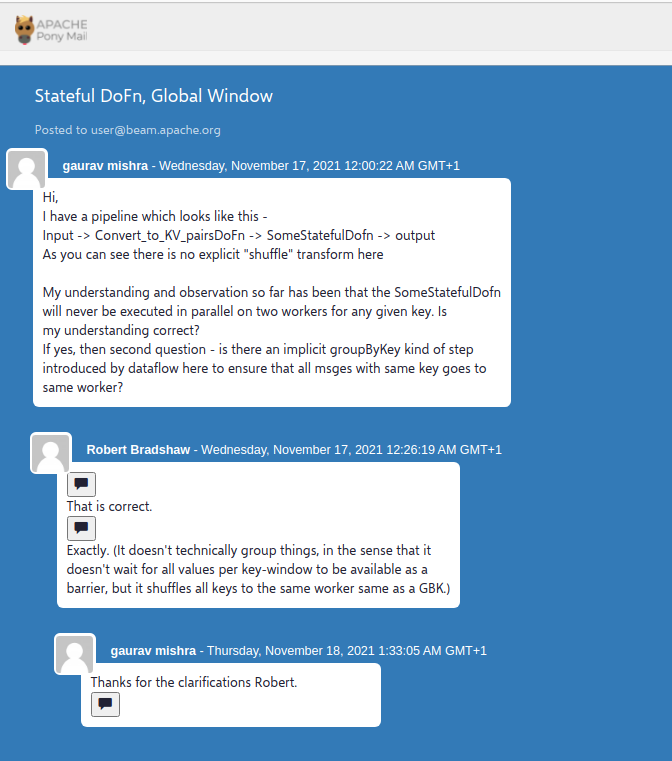 APACHE
Pony Mail
Stateful DoFn, Global Window
Posted to user@beam.apache.org
gaurav mishra - Wednesday, November 17, 2021 12:00:22 AM GMT+1
Hi,
I have a pipeline which looks like this -
Input -> Convert_to_KV_pairsDoFn -> SomeStatefulDofn -> output
As you can see there is no explicit "shuffle" transform here
My understanding and observation so far has been that the SomeStatefulDofn
will never be executed in parallel on two workers for any given key. Is
my understanding correct?
If yes, then second question - is there an implicit groupByKey kind of step
introduced by dataflow here to ensure that all msges with same key goes to
same worker?
Robert Bradshaw - Wednesday, November 17, 2021 12:26:19 AM GMT+1
That is correct.
Exactly. (It doesn't technically group things, in the sense that it
doesn't wait for all values per key-window to be available as a
barrier, but it shuffles all keys to the same worker same as a GBK.)
gaurav mishra - Thursday, November 18, 2021 1:33:05 AM GMT+1
Thanks for the clarifications Robert.